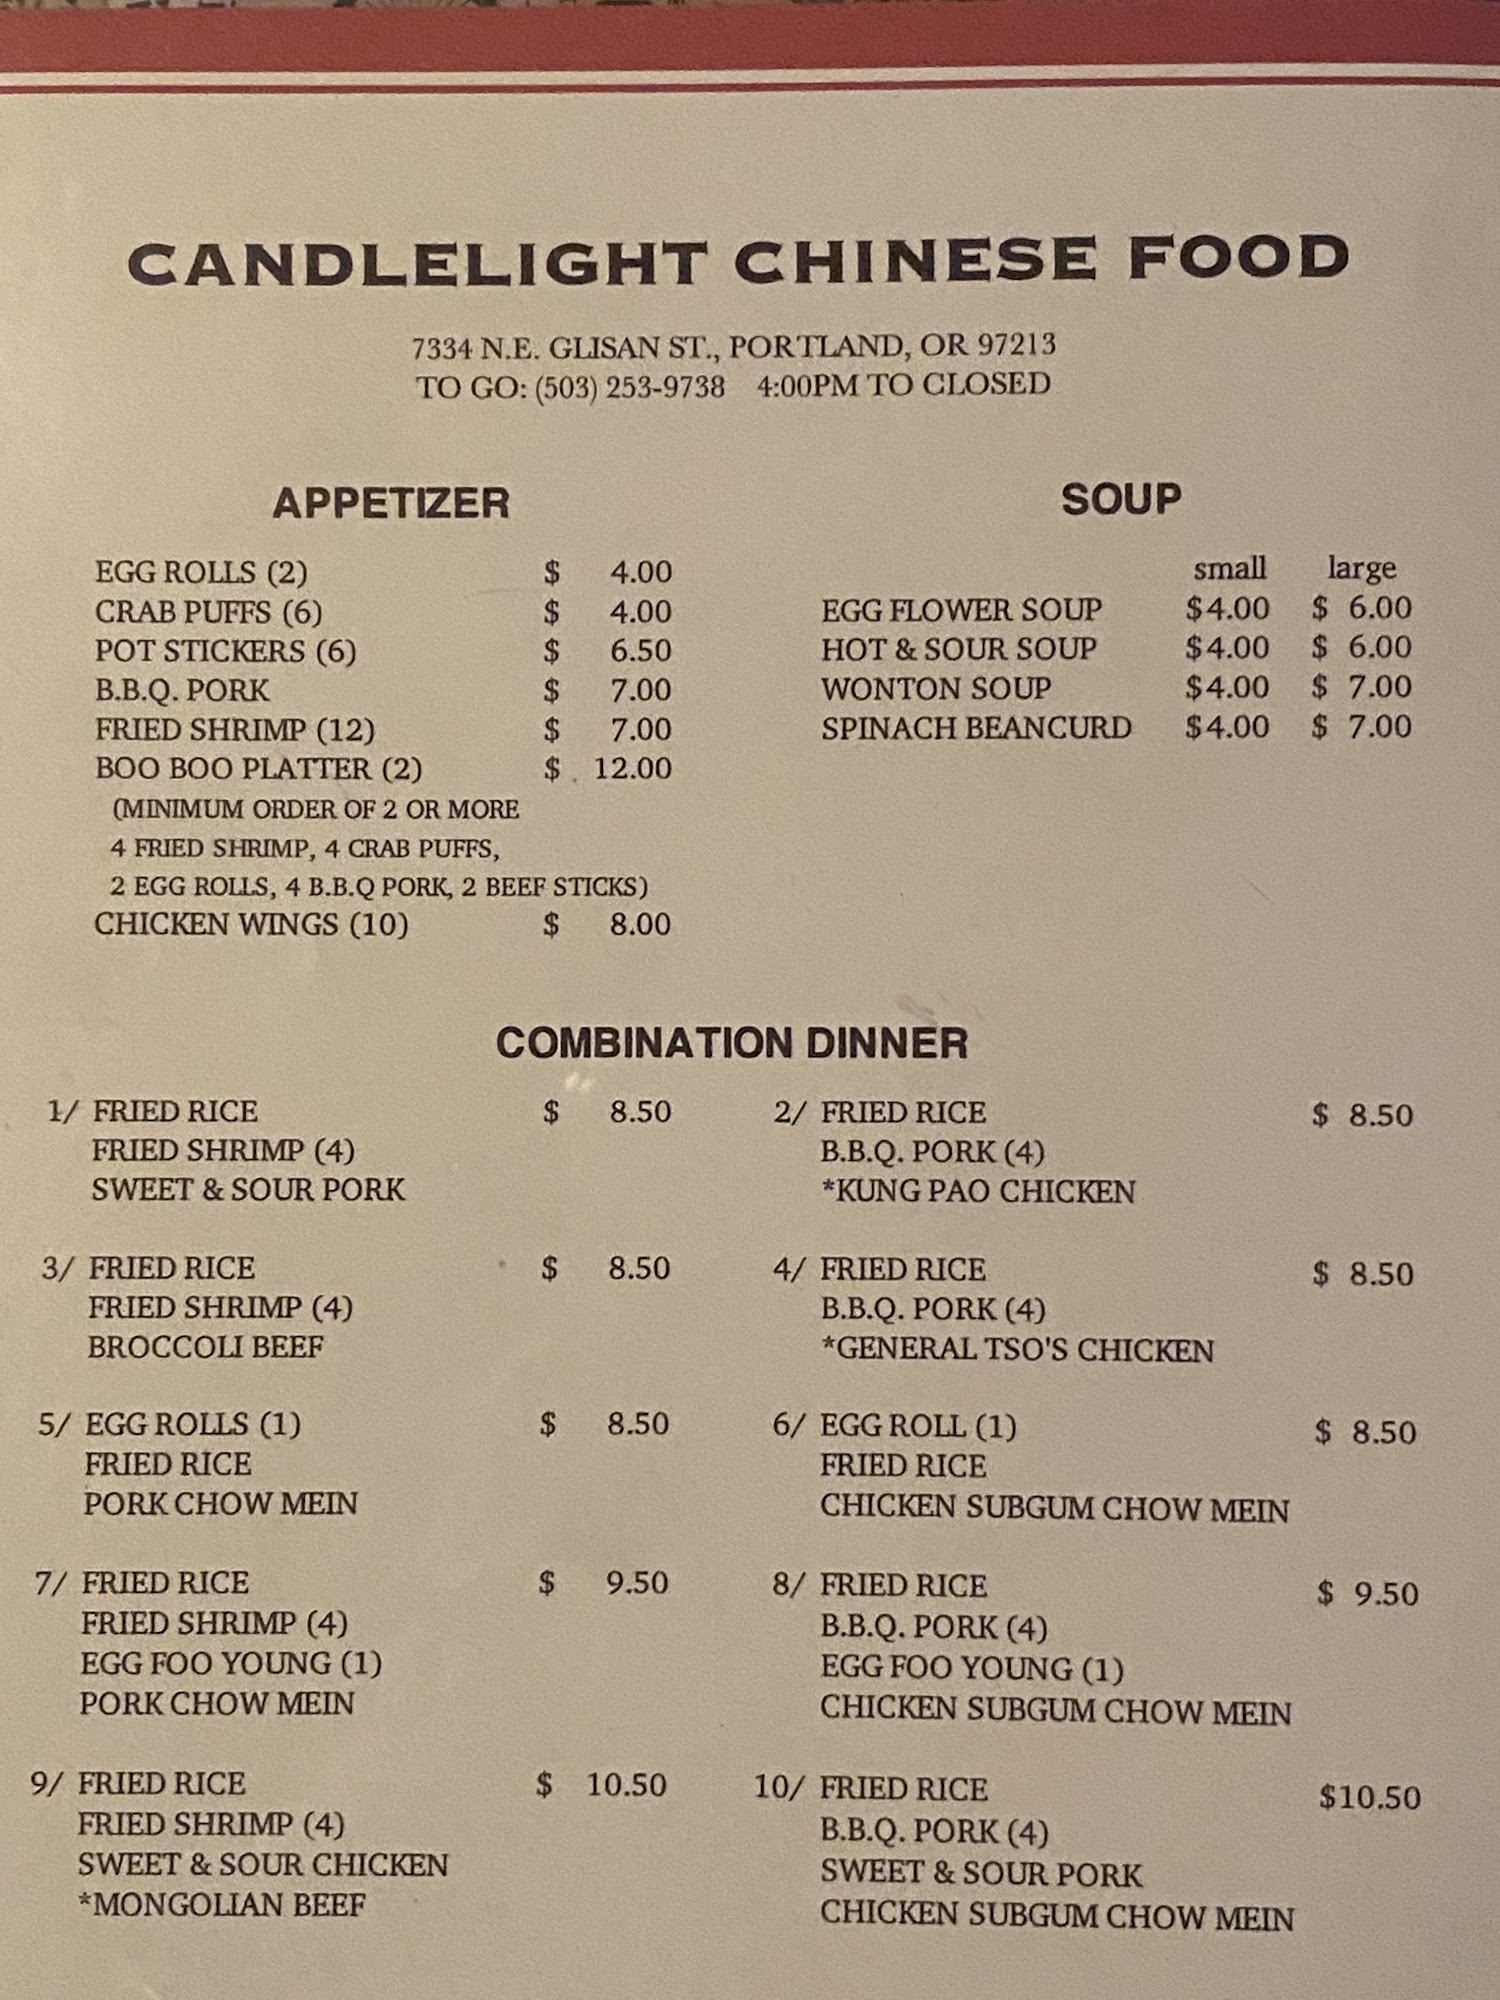 CANDLELIGHT CHINESE FOOD
7334 N.E. GLISAN ST., PORTLAND, OR 97213
TO GO: (503) 253-9738 4:00PM TO CLOSED
APPETIZER
EGG ROLLS (2) $ 4.00
CRAB PUFFS (6) $ 4.00
POT STICKERS (6) $ 6.50
B.B.Q. PORK $ 7.00
FRIED SHRIMP (12) $ 7.00
BOO BOO PLATTER (2) $ 12.00
(MINIMUM ORDER OF 2 OR MORE
4 FRIED SHRIMP, 4 CRAB PUFFS,
2 EGG ROLLS, 4 B.B.Q PORK, 2 BEEF STICKS)
CHICKEN WINGS (10) $ 8.00
SOUP
small large
EGG FLOWER SOUP $4.00 $ 6.00
HOT & SOUR SOUP $4.00 $ 6.00
WONTON SOUP $4.00 $ 7.00
SPINACH BEANCURD $4.00 $ 7.00
COMBINATION DINNER
1/ FRIED RICE $ 8.50
FRIED SHRIMP (4)
SWEET & SOUR PORK
2/ FRIED RICE $ 8.50
B.B.Q. PORK (4)
*KUNG PAO CHICKEN
3/ FRIED RICE $ 8.50
FRIED SHRIMP (4)
BROCCOLI BEEF
4/ FRIED RICE $ 8.50
B.B.Q. PORK (4)
*GENERAL TSO'S CHICKEN
5/ EGG ROLLS (1) $ 8.50
FRIED RICE
PORK CHOW MEIN
6/ EGG ROLL (1) $ 8.50
FRIED RICE
CHICKEN SUBGUM CHOW MEIN
7/ FRIED RICE $ 9.50
FRIED SHRIMP (4)
EGG FOO YOUNG (1)
PORK CHOW MEIN
8/ FRIED RICE $ 9.50
B.B.Q. PORK (4)
EGG FOO YOUNG (1)
CHICKEN SUBGUM CHOW MEIN
9/ FRIED RICE $ 10.50
FRIED SHRIMP (4)
SWEET & SOUR CHICKEN
*MONGOLIAN BEEF
10/ FRIED RICE $10.50
B.B.Q. PORK (4)
SWEET & SOUR PORK
CHICKEN SUBGUM CHOW MEIN